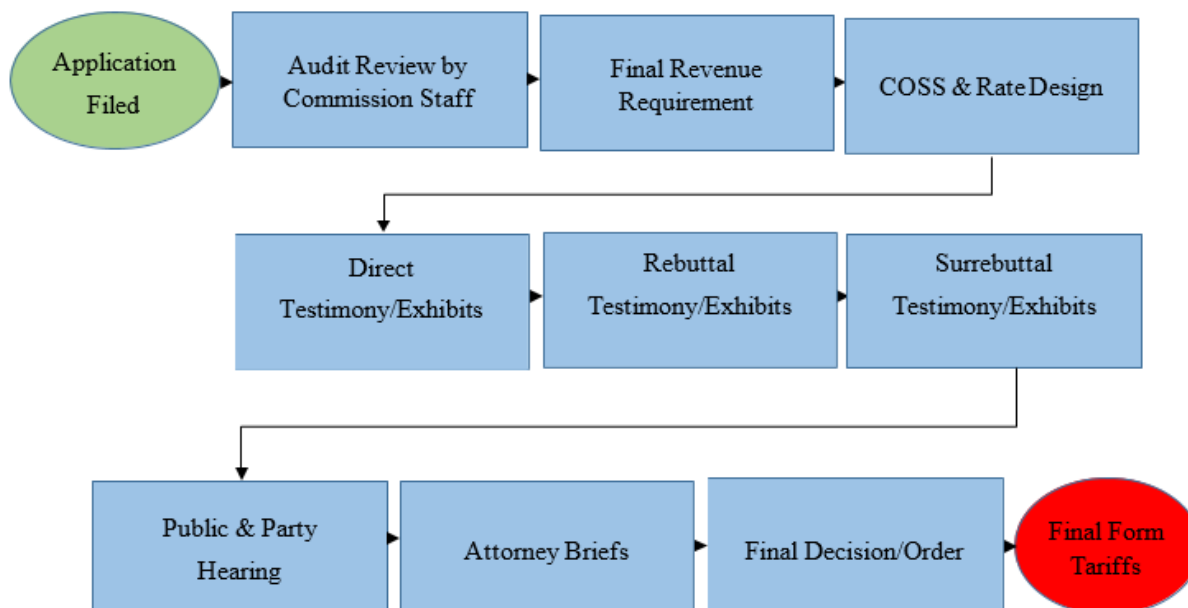 Application
Filed
Audit Review by
Commission Staff
Final Revenue
Requirement
COSS & Rate Design
Direct
Testimony/Exhibits
Rebuttal
Testimony/Exhibits
Surrebuttal
Testimony/Exhibits
Public & Party
Hearing
Attorney Briefs
Final Decision/Order
Final Form
Tariffs